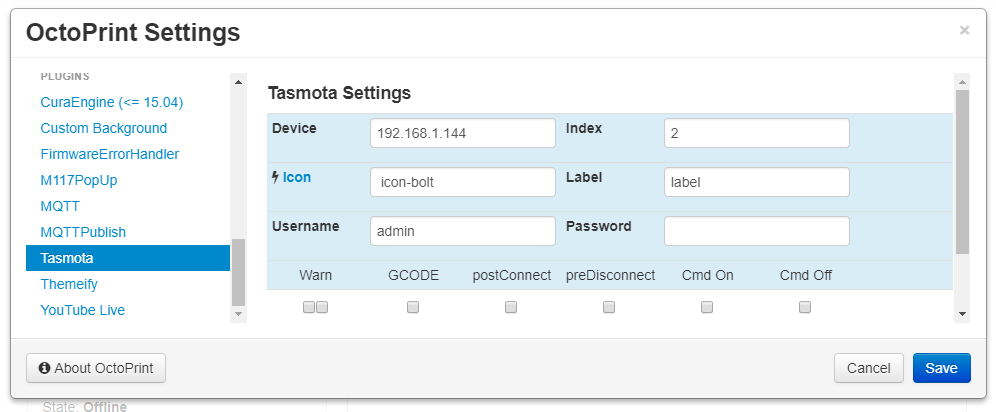 OctoPrint Settings
×
PLUGINS
CuraEngine (<= 15.04)
Custom Background
FirmwareErrorHandler
M117PopUp
MQTT
MQTTPublish
Tasmota
Themeify
YouTube Live
Tasmota Settings
Device 192.168.1.144 Index 2
Icon icon-bolt Label label
Username admin Password
Warn GCODE postConnect preDisconnect Cmd On Cmd Off
About OctoPrint Cancel Save
State: Offline